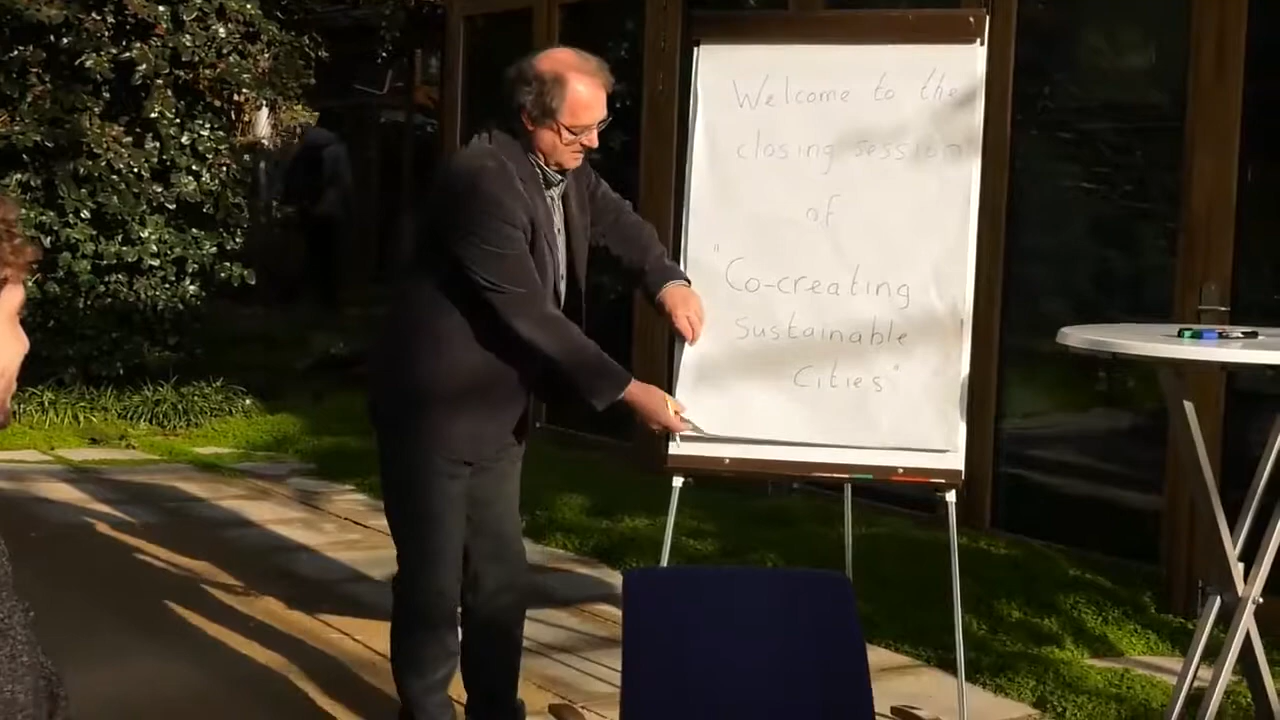 Welcome to the
closing session
of
"Co-creating
Sustainable
Cities"